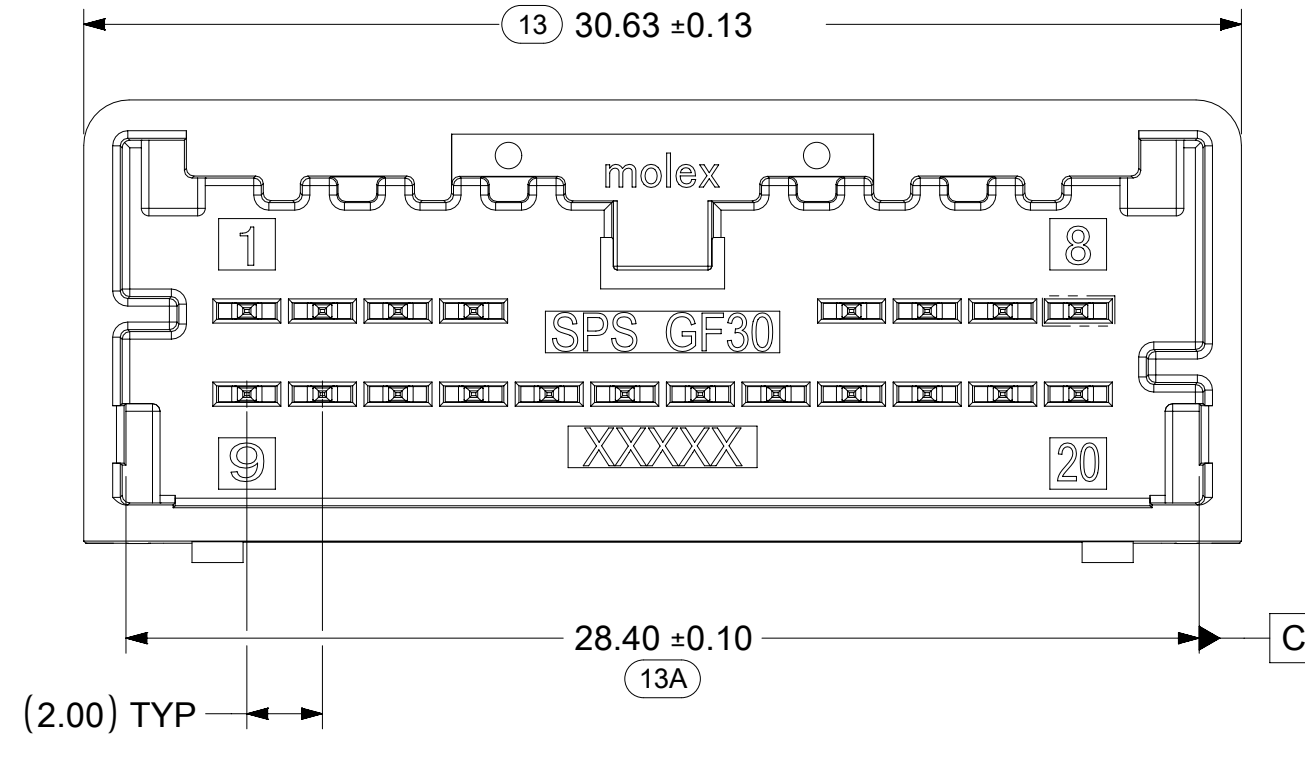 13 30.63 ±0.13
molex
1 8
SPS GF30
XXXXX
9 20
28.40 ±0.10 C
13A
(2.00) TYP